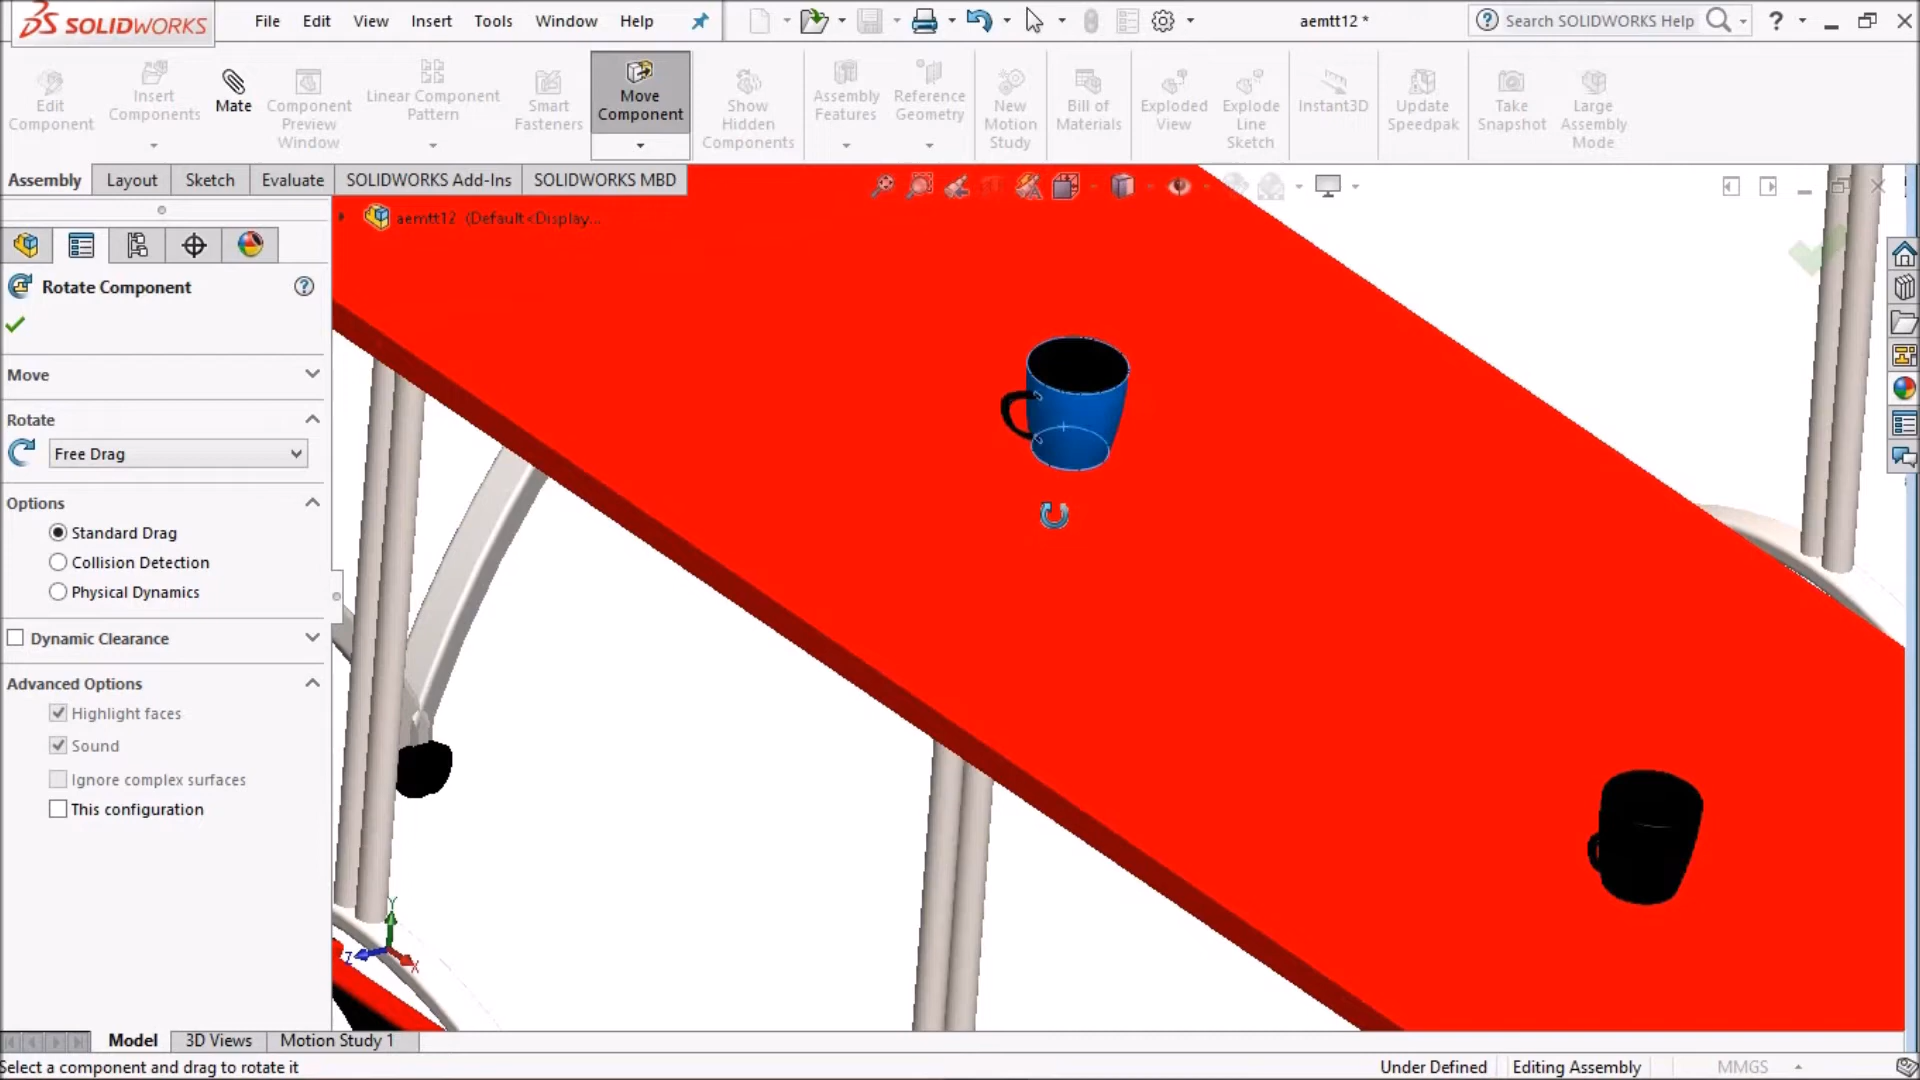 SOLIDWORKS
File Edit View Insert Tools Window Help
aemtt12 *
Search SOLIDWORKS Help
?
Edit Component
Insert Components
Mate
Component Preview Window
Linear Component Pattern
Smart Fasteners
Move Component
Show Hidden Components
Assembly Features
Reference Geometry
New Motion Study
Bill of Materials
Exploded View
Explode Line Sketch
Instant3D
Update Speedpak
Take Snapshot
Large Assembly Mode
Assembly Layout Sketch Evaluate SOLIDWORKS Add-Ins SOLIDWORKS MBD
aemtt12 (Default<Display...
Rotate Component
Move
Rotate
Free Drag
Options
Standard Drag
Collision Detection
Physical Dynamics
Dynamic Clearance
Advanced Options
Highlight faces
Sound
Ignore complex surfaces
This configuration
Y
Z
X
Model 3D Views Motion Study 1
Select a component and drag to rotate it
Under Defined Editing Assembly MMGS